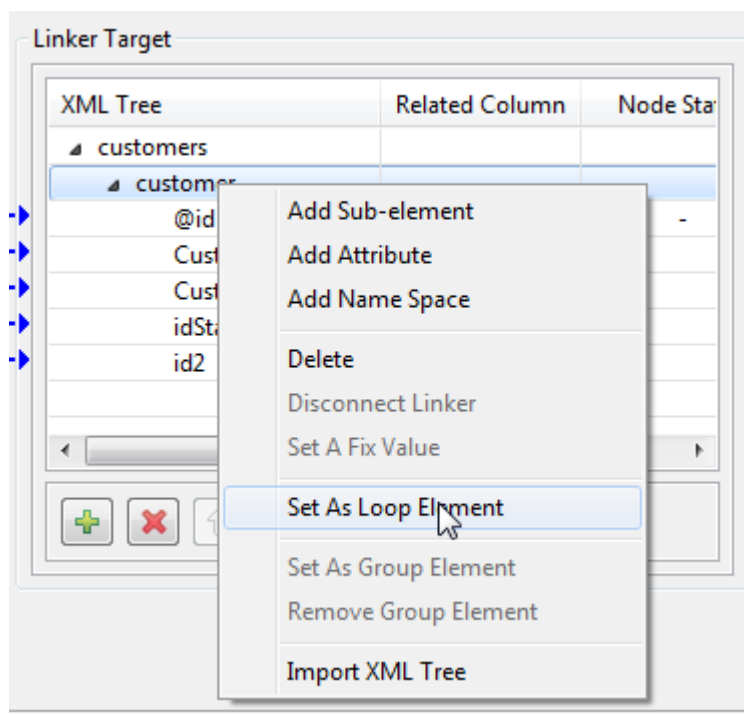 Linker Target
XML Tree Related Column Node Sta
customers
customer
@id -
Cust
Cust
idSta
id2
Add Sub-element
Add Attribute
Add Name Space
Delete
Disconnect Linker
Set A Fix Value
Set As Loop Element
Set As Group Element
Remove Group Element
Import XML Tree